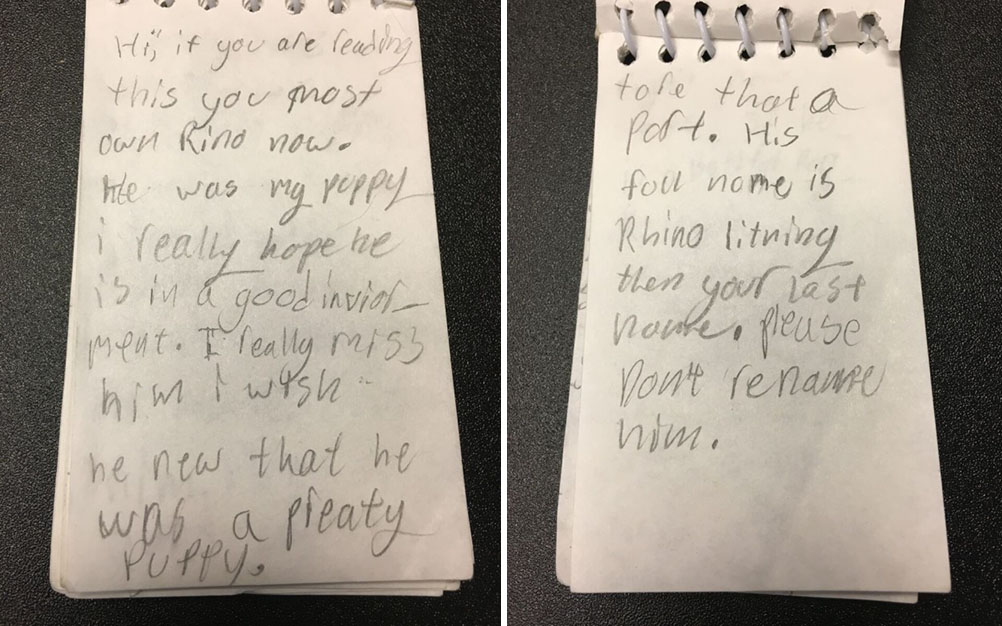 Hi, if you are reading
this you most
own Rino now.
He was my puppy
i really hope he
is in a good invior-
ment. I really miss
him i wish
he new that he
was a preaty
puppy.
tore that a
part. His
foull name is
Rhino litning
then your last
name. please
Don't rename
him.